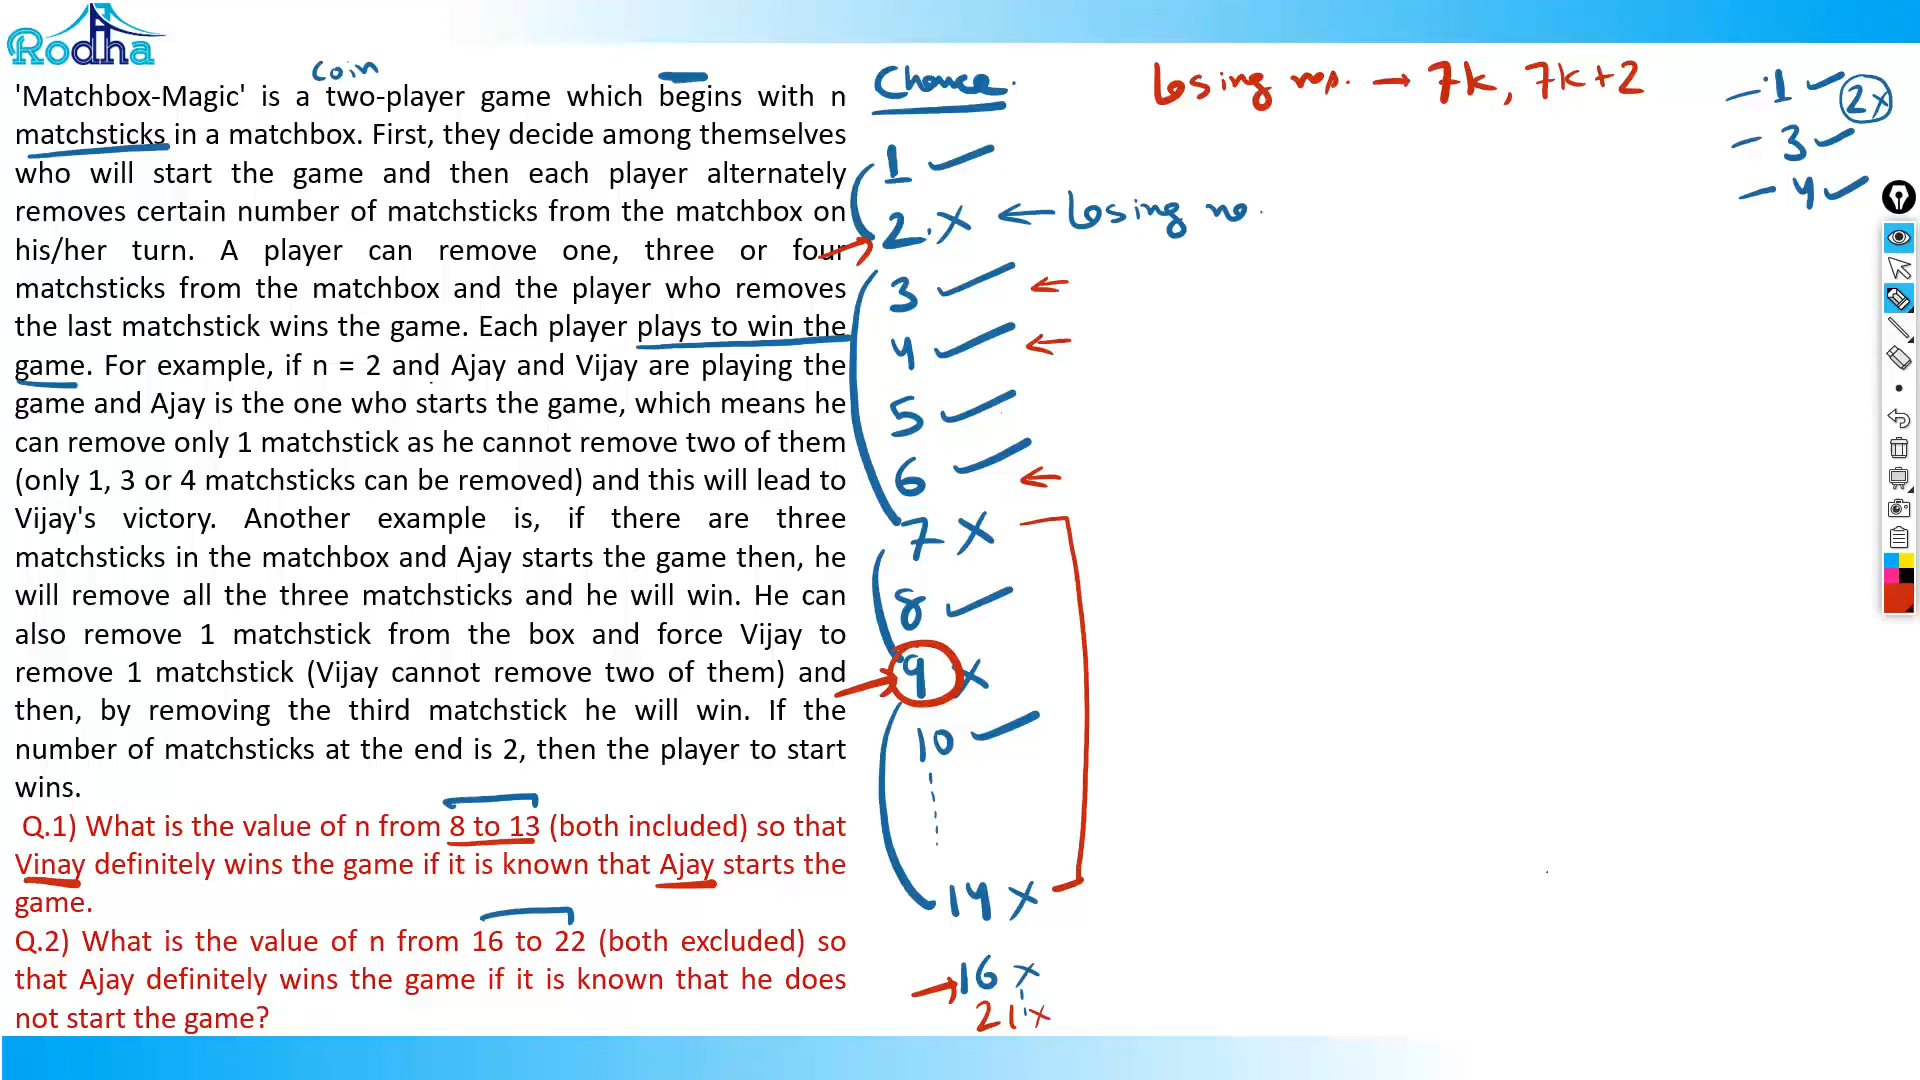 Rodha
coin
'Matchbox-Magic' is a two-player game which begins with n
matchsticks in a matchbox. First, they decide among themselves
who will start the game and then each player alternately
removes certain number of matchsticks from the matchbox on
his/her turn. A player can remove one, three or four
matchsticks from the matchbox and the player who removes
the last matchstick wins the game. Each player plays to win the
game. For example, if n = 2 and Ajay and Vijay are playing the
game and Ajay is the one who starts the game, which means he
can remove only 1 matchstick as he cannot remove two of them
(only 1, 3 or 4 matchsticks can be removed) and this will lead to
Vijay's victory. Another example is, if there are three
matchsticks in the matchbox and Ajay starts the game then, he
will remove all the three matchsticks and he will win. He can
also remove 1 matchstick from the box and force Vijay to
remove 1 matchstick (Vijay cannot remove two of them) and
then, by removing the third matchstick he will win. If the
number of matchsticks at the end is 2, then the player to start
wins.
Q.1) What is the value of n from 8 to 13 (both included) so that
Vinay definitely wins the game if it is known that Ajay starts the
game.
Q.2) What is the value of n from 16 to 22 (both excluded) so
that Ajay definitely wins the game if it is known that he does
not start the game?
Chance
1 ✓
2 × ← losing no.
3 ✓ ←
4 ✓ ←
5 ✓
6 ✓ ←
7 ×
8 ✓
→ 9 ×
10 ✓
14 ×
→ 16 ×
21 ×
losing nos. → 7k, 7k+2
– 1 ✓ 2×
– 3 ✓
– 4 ✓